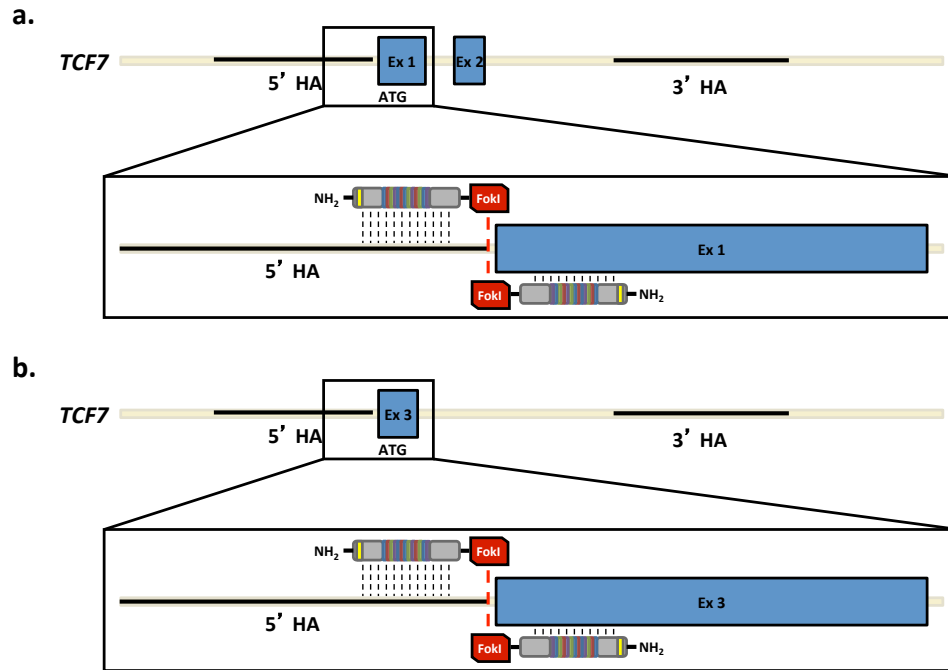 a.
TCF7
Ex 1
Ex 2
5’ HA
ATG
3’ HA
NH2
FokI
5’ HA
Ex 1
FokI
NH2
b.
TCF7
Ex 3
5’ HA
ATG
3’ HA
NH2
FokI
5’ HA
Ex 3
FokI
NH2